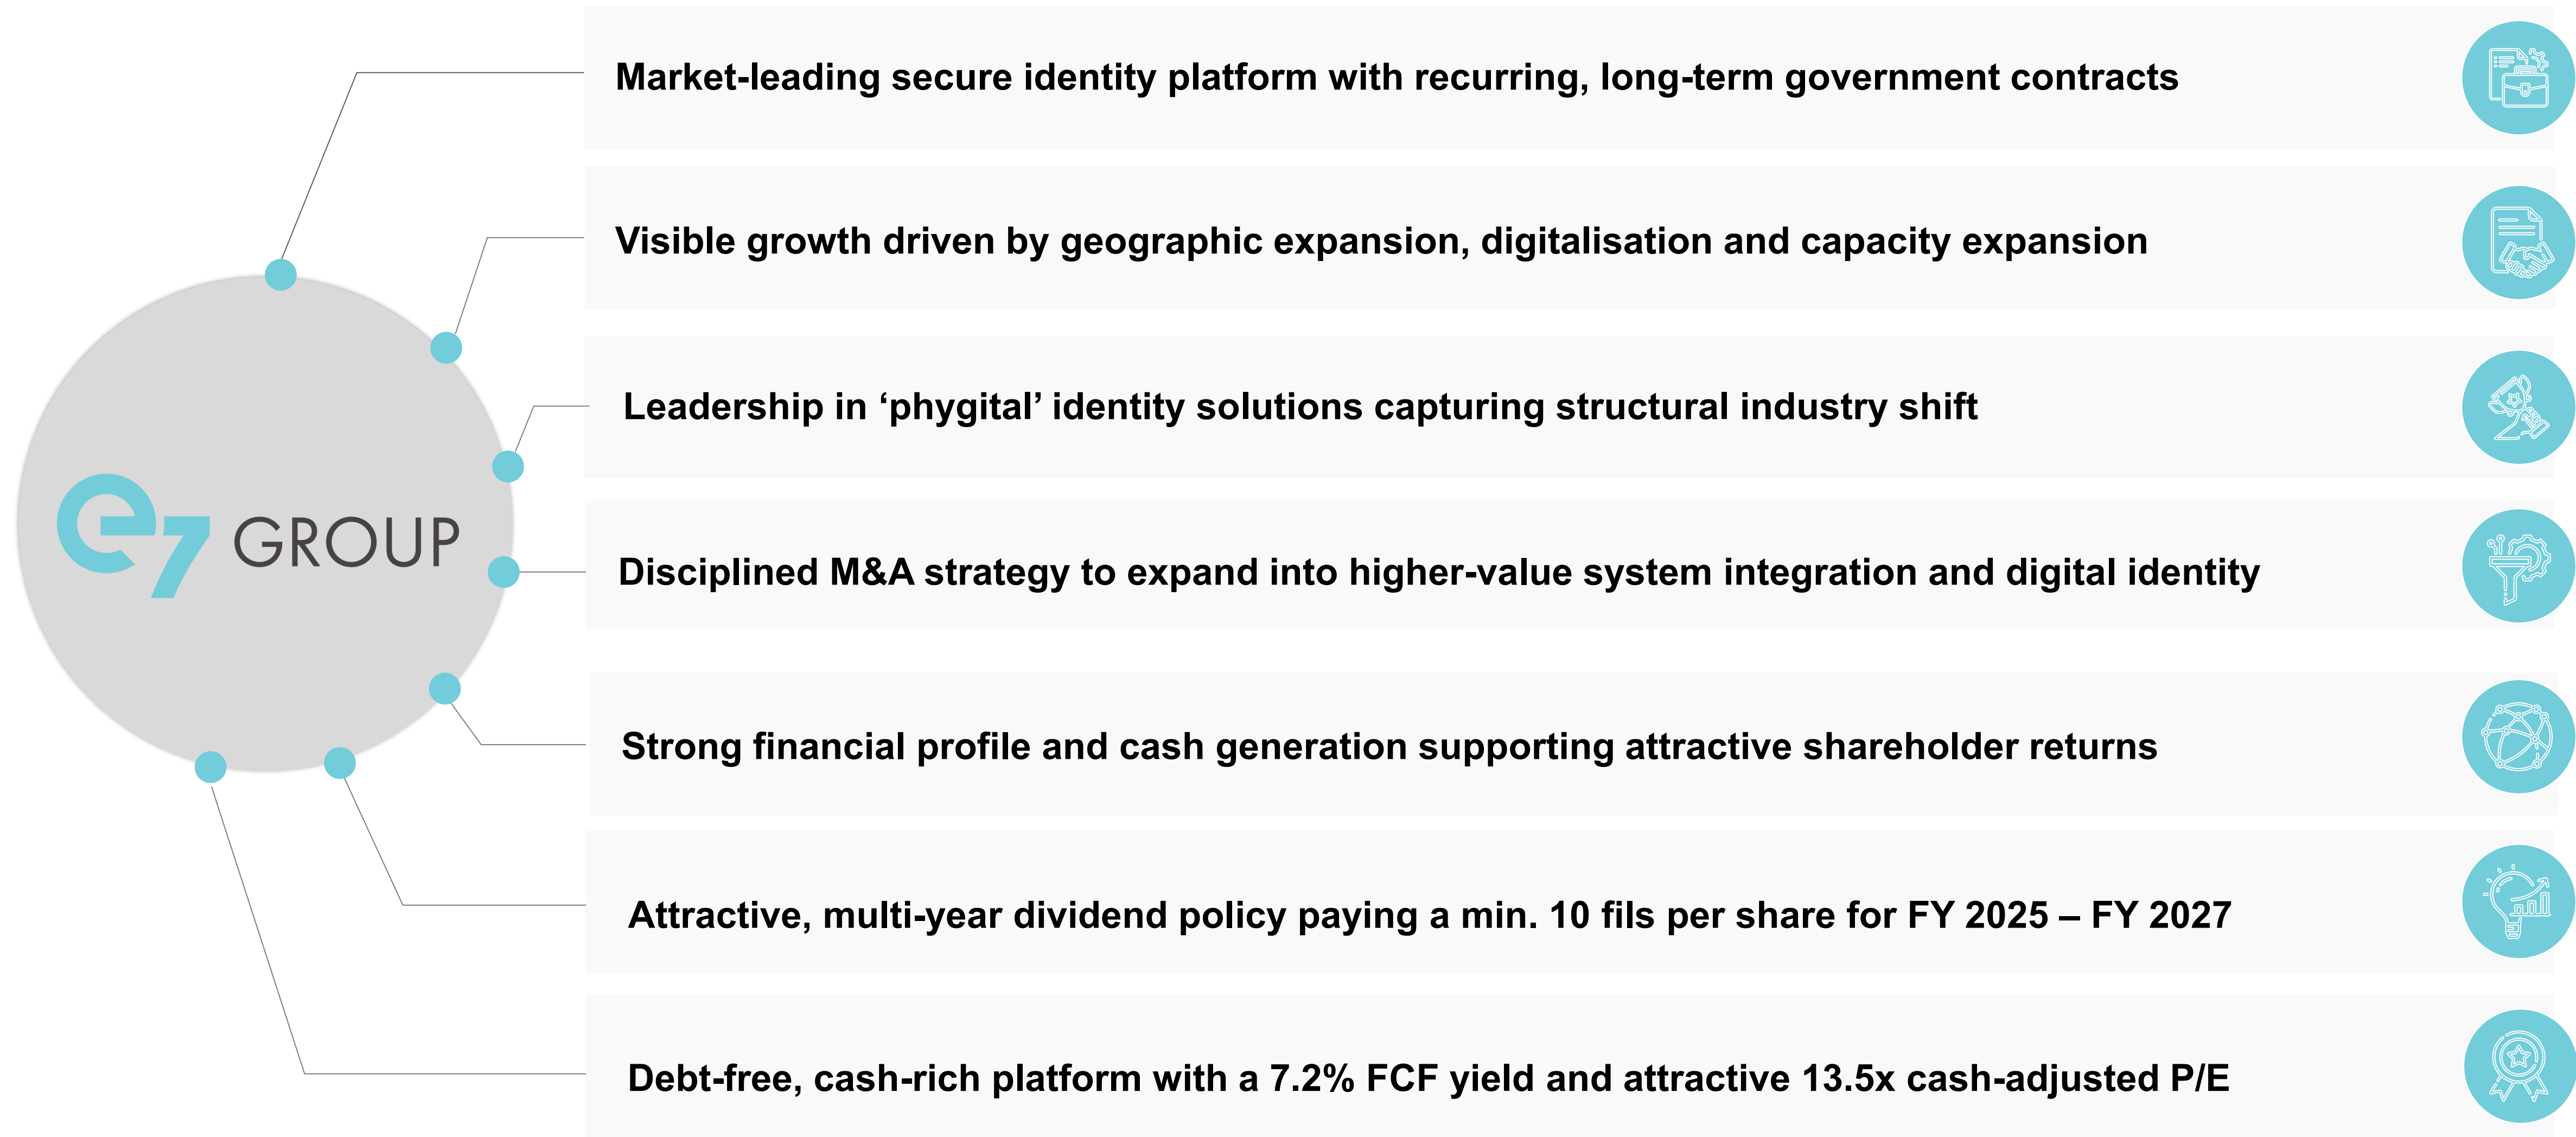 Market-leading secure identity platform with recurring, long-term government contracts
Visible growth driven by geographic expansion, digitalisation and capacity expansion
Leadership in ‘phygital’ identity solutions capturing structural industry shift
e7 GROUP
Disciplined M&A strategy to expand into higher-value system integration and digital identity
Strong financial profile and cash generation supporting attractive shareholder returns
Attractive, multi-year dividend policy paying a min. 10 fils per share for FY 2025 – FY 2027
Debt-free, cash-rich platform with a 7.2% FCF yield and attractive 13.5x cash-adjusted P/E